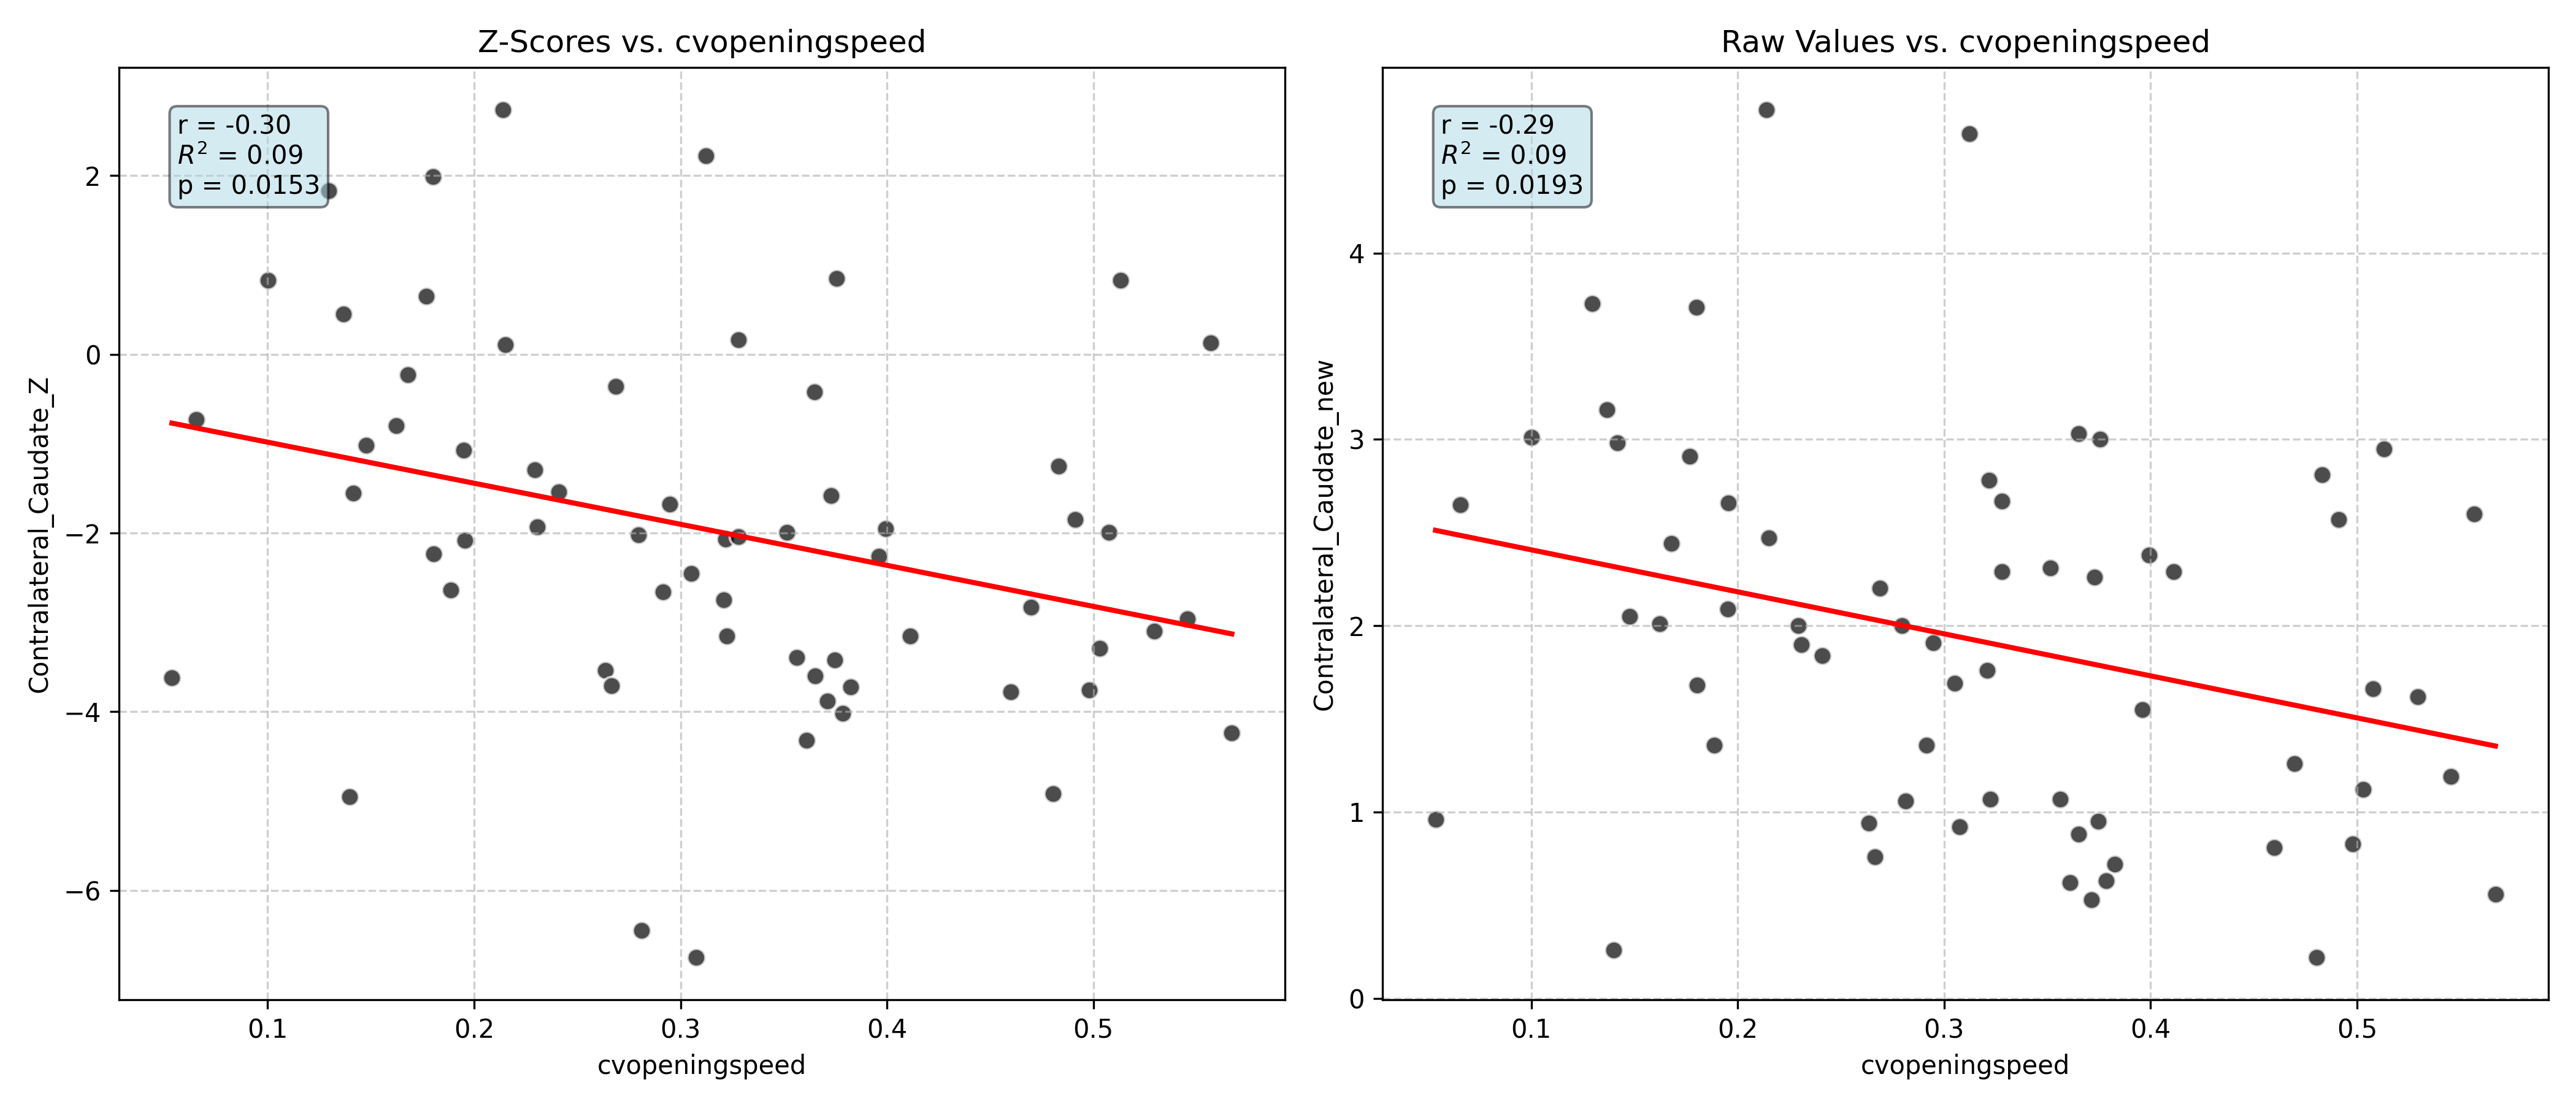 Z-Scores vs. cvopeningspeed
r = -0.30
R² = 0.09
p = 0.0153
2
0
−2
−4
−6
Contralateral_Caudate_Z
0.1 0.2 0.3 0.4 0.5
cvopeningspeed
Raw Values vs. cvopeningspeed
r = -0.29
R² = 0.09
p = 0.0193
4
3
2
1
0
Contralateral_Caudate_new
0.1 0.2 0.3 0.4 0.5
cvopeningspeed